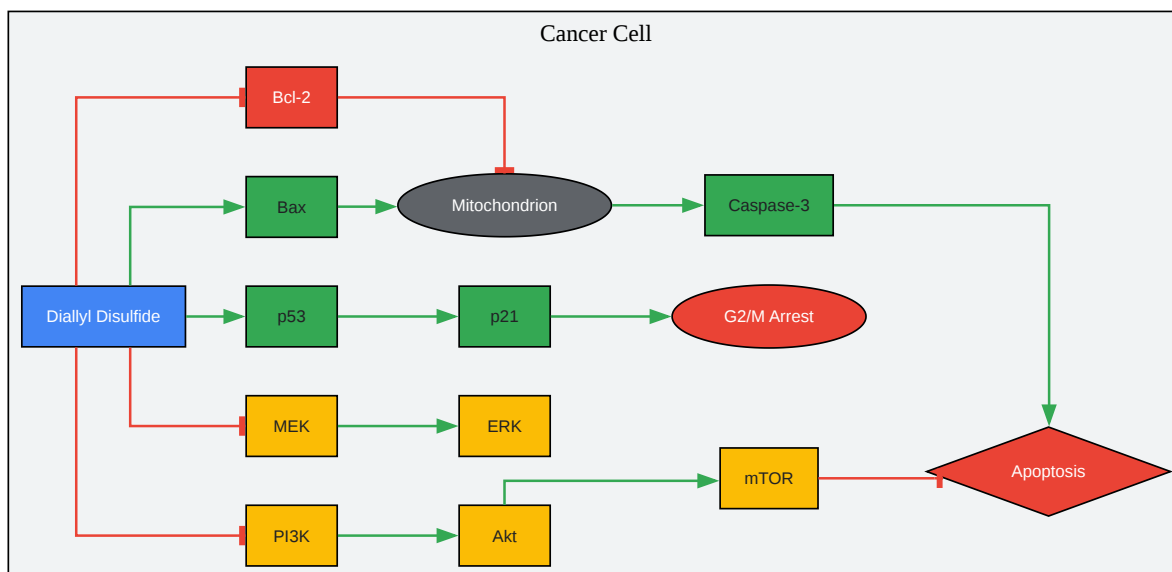 Cancer Cell
Bcl-2
Bax
Mitochondrion
Caspase-3
Diallyl Disulfide
p53
p21
G2/M Arrest
MEK
ERK
mTOR
Apoptosis
PI3K
Akt